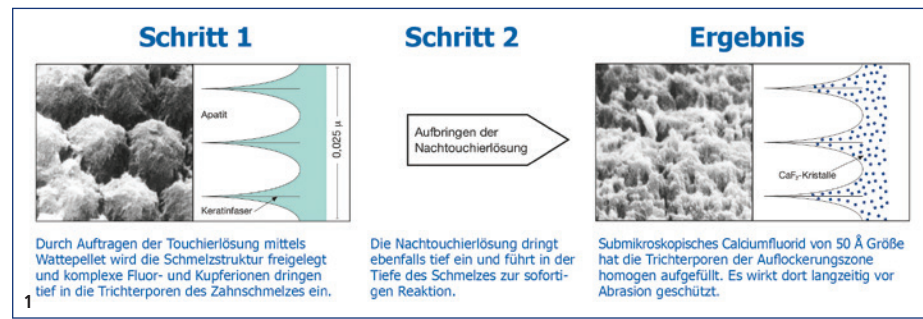 Schritt 1
Schritt 2
Ergebnis
Apatit
Keratinfaser
0,025 µ
Aufbringen der
Nachtouchierlösung
CaF₂-Kristalle
Durch Auftragen der Touchierlösung mittels
Wattepellet wird die Schmelzstruktur freigelegt
und komplexe Fluor- und Kupferionen dringen
tief in die Trichterporen des Zahnschmelzes ein.
Die Nachtouchierlösung dringt
ebenfalls tief ein und führt in der
Tiefe des Schmelzes zur soforti-
gen Reaktion.
Submikroskopisches Calciumfluorid von 50 Å Größe
hat die Trichterporen der Auflockerungszone
homogen aufgefüllt. Es wirkt dort langzeitig vor
Abrasion geschützt.
1